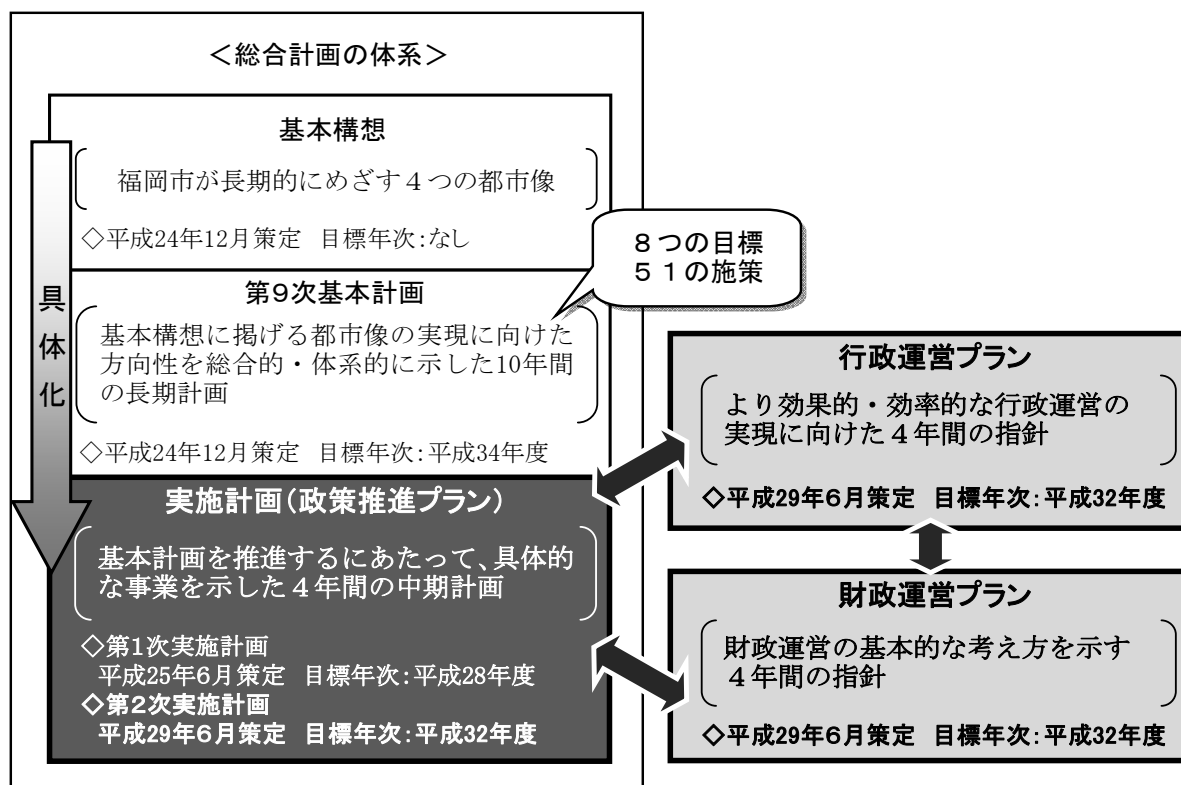 <総合計画の体系>
基本構想
福岡市が長期的にめざす４つの都市像
◇平成24年12月策定 目標年次:なし
８つの目標
５１の施策
具体化
第9次基本計画
基本構想に掲げる都市像の実現に向けた
方向性を総合的・体系的に示した10年間
の長期計画
◇平成24年12月策定 目標年次:平成34年度
実施計画(政策推進プラン)
基本計画を推進するにあたって、具体的
な事業を示した４年間の中期計画
◇第1次実施計画
平成25年6月策定 目標年次:平成28年度
◇第2次実施計画
平成29年6月策定 目標年次:平成32年度
行政運営プラン
より効果的・効率的な行政運営の
実現に向けた４年間の指針
◇平成29年6月策定 目標年次:平成32年度
財政運営プラン
財政運営の基本的な考え方を示す
４年間の指針
◇平成29年6月策定 目標年次:平成32年度